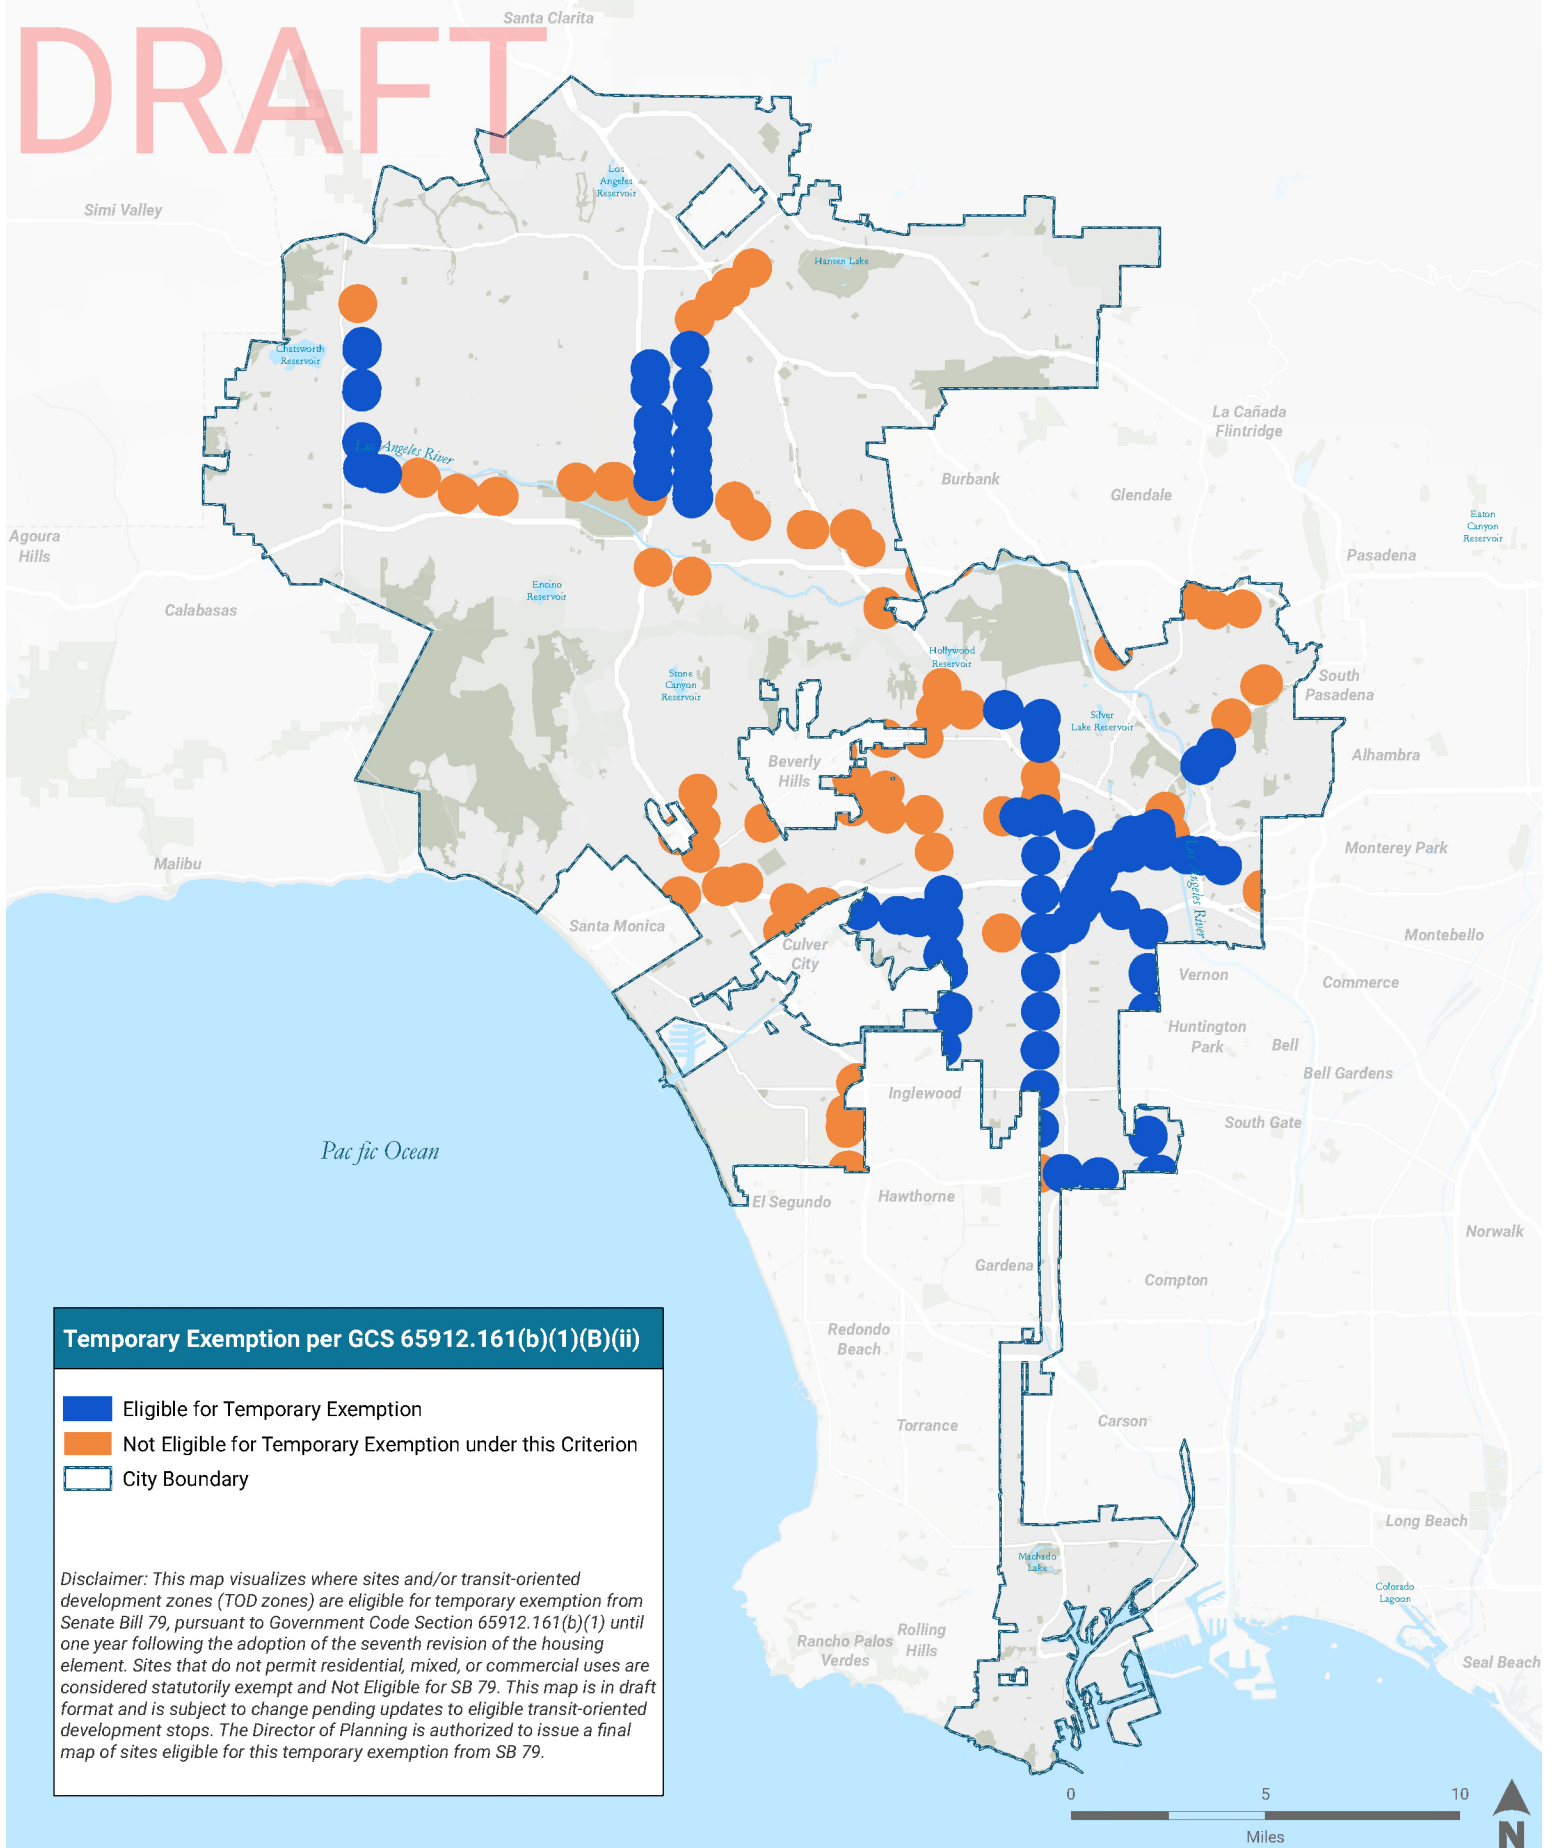 DRAFT
Santa Clarita
Los
Angeles
Reservoir
Simi Valley
Hansen Lake
Chatsworth
Reservoir
La Cañada
Flintridge
Los Angeles River
Burbank
Glendale
Eaton
Canyon
Reservoir
Agoura
Hills
Pasadena
Encino
Reservoir
Calabasas
Hollywood
Reservoir
Stone
Canyon
Reservoir
South
Pasadena
Silver
Lake Reservoir
Alhambra
Beverly
Hills
Malibu
Monterey Park
Los Angeles River
Santa Monica
Culver
City
Montebello
Vernon
Commerce
Huntington
Park
Bell
Bell Gardens
Inglewood
South Gate
Pac fic Ocean
El Segundo
Hawthorne
Norwalk
Gardena
Compton
Redondo
Beach
Torrance
Carson
Long Beach
Machado
Lake
Colorado
Lagoon
Rolling
Hills
Rancho Palos
Verdes
Seal Beach
Temporary Exemption per GCS 65912.161(b)(1)(B)(ii)
Eligible for Temporary Exemption
Not Eligible for Temporary Exemption under this Criterion
City Boundary
Disclaimer: This map visualizes where sites and/or transit-oriented
development zones (TOD zones) are eligible for temporary exemption from
Senate Bill 79, pursuant to Government Code Section 65912.161(b)(1) until
one year following the adoption of the seventh revision of the housing
element. Sites that do not permit residential, mixed, or commercial uses are
considered statutorily exempt and Not Eligible for SB 79. This map is in draft
format and is subject to change pending updates to eligible transit-oriented
development stops. The Director of Planning is authorized to issue a final
map of sites eligible for this temporary exemption from SB 79.
0 5 10
Miles
N